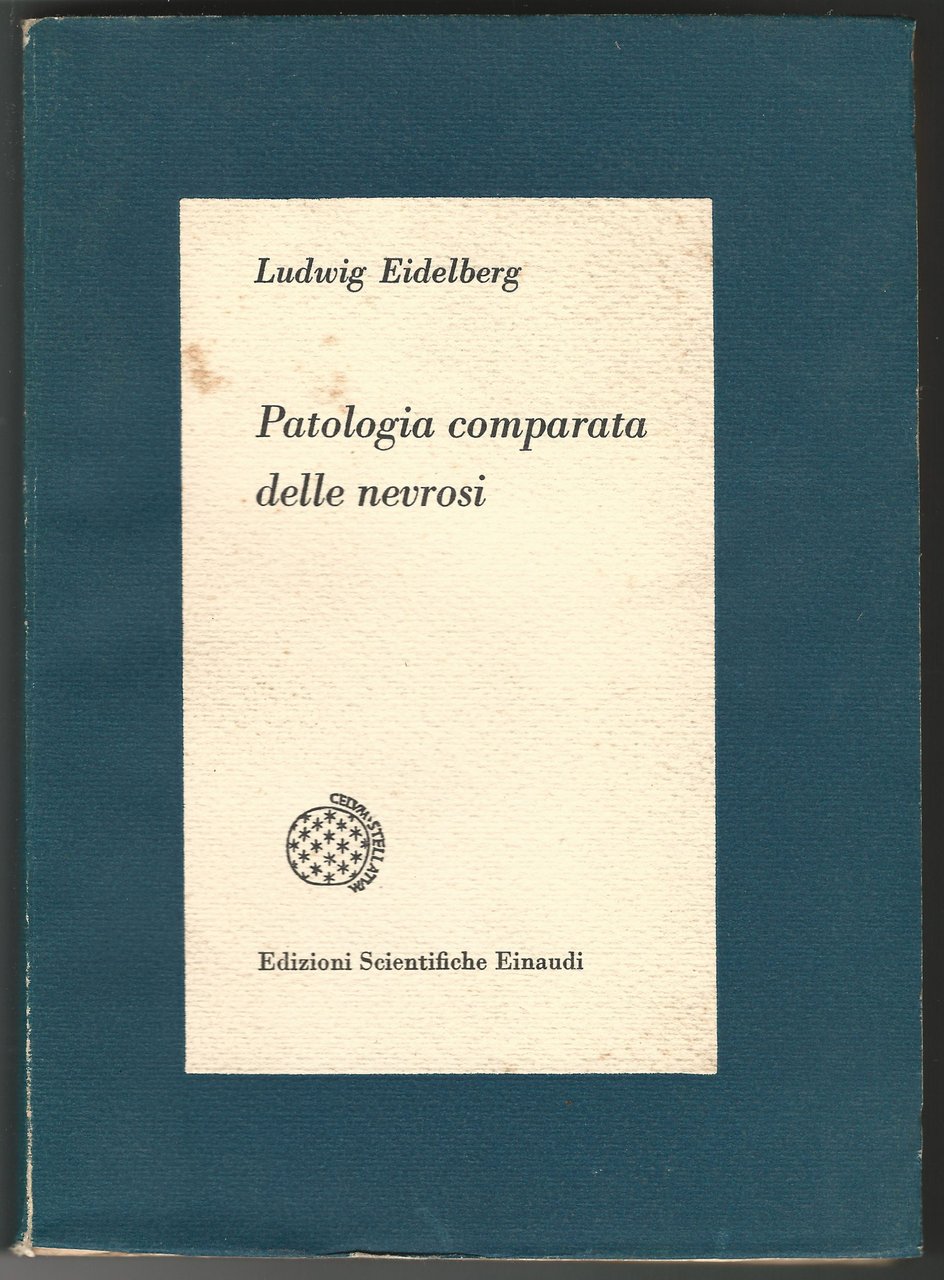 Ludwig Eidelberg
Patologia comparata
delle nevrosi
CELVM·STELLATVM
Edizioni Scientifiche Einaudi